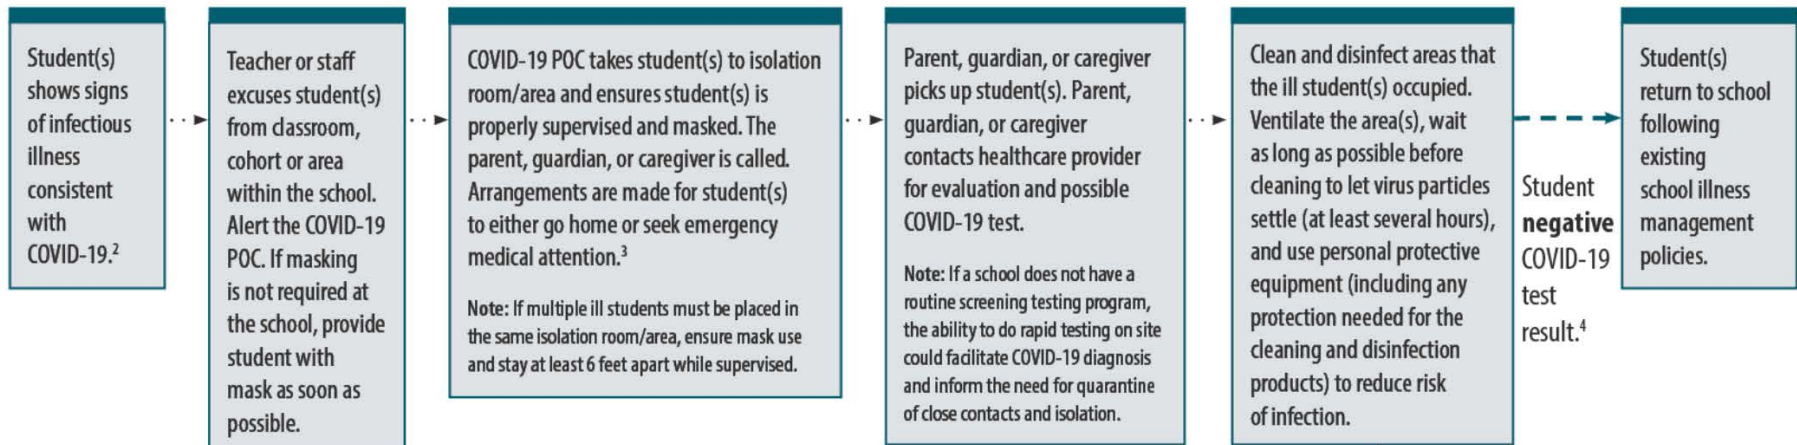 Student(s)
shows signs
of infectious
illness
consistent
with
COVID-19.²
Teacher or staff
excuses student(s)
from classroom,
cohort or area
within the school.
Alert the COVID-19
POC. If masking
is not required at
the school, provide
student with
mask as soon as
possible.
COVID-19 POC takes student(s) to isolation
room/area and ensures student(s) is
properly supervised and masked. The
parent, guardian, or caregiver is called.
Arrangements are made for student(s)
to either go home or seek emergency
medical attention.³
Note: If multiple ill students must be placed in
the same isolation room/area, ensure mask use
and stay at least 6 feet apart while supervised.
Parent, guardian, or caregiver
picks up student(s). Parent,
guardian, or caregiver
contacts healthcare provider
for evaluation and possible
COVID-19 test.
Note: If a school does not have a
routine screening testing program,
the ability to do rapid testing on site
could facilitate COVID-19 diagnosis
and inform the need for quarantine
of close contacts and isolation.
Clean and disinfect areas that
the ill student(s) occupied.
Ventilate the area(s), wait
as long as possible before
cleaning to let virus particles
settle (at least several hours),
and use personal protective
equipment (including any
protection needed for the
cleaning and disinfection
products) to reduce risk
of infection.
Student
negative
COVID-19
test
result.⁴
Student(s)
return to school
following
existing
school illness
management
policies.